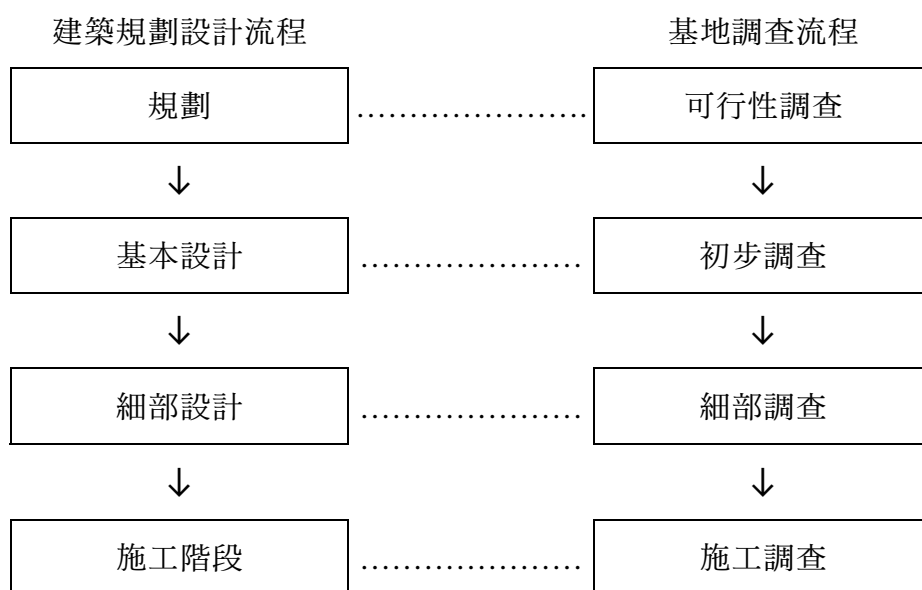 建築規劃設計流程 基地調查流程
規劃 …………………… 可行性調查
↓ ↓
基本設計 ………………… 初步調查
↓ ↓
細部設計 ………………… 細部調查
↓ ↓
施工階段 ………………… 施工調查